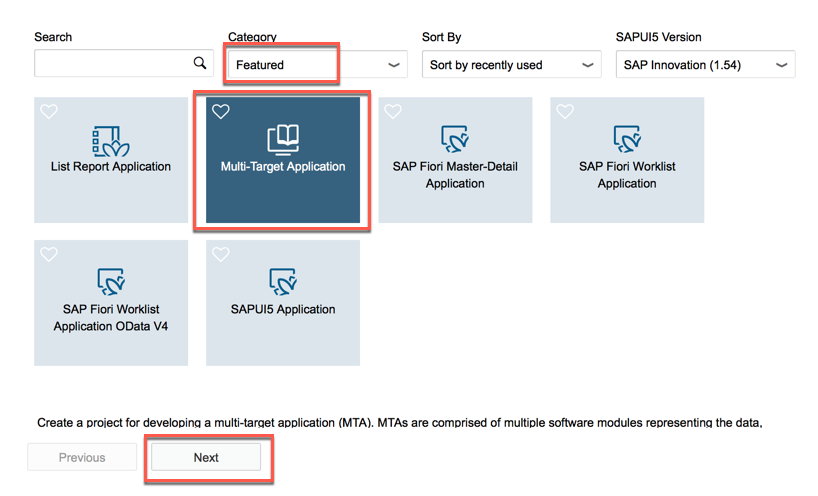 Search Category Sort By SAPUI5 Version
Featured Sort by recently used SAP Innovation (1.54)
List Report Application Multi-Target Application SAP Fiori Master-Detail SAP Fiori Worklist
Application Application
SAP Fiori Worklist SAPUI5 Application
Application OData V4
Create a project for developing a multi-target application (MTA). MTAs are comprised of multiple software modules representing the data,
Previous Next